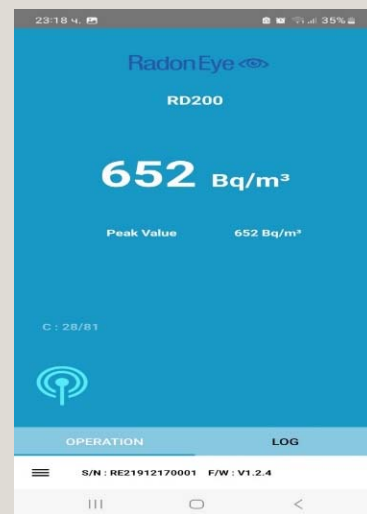 23:18 ч. 35%
RadonEye
RD200
652 Bq/m³
Peak Value 652 Bq/m³
C : 28/81
OPERATION LOG
S/N : RE21912170001 F/W : V1.2.4